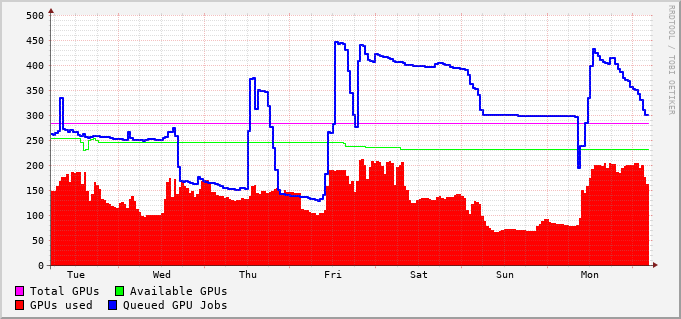 500
450
400
350
300
250
200
150
100
50
0
Tue Wed Thu Fri Sat Sun Mon
Total GPUs Available GPUs
GPUs used Queued GPU Jobs
RRDTOOL / TOBI OETIKER